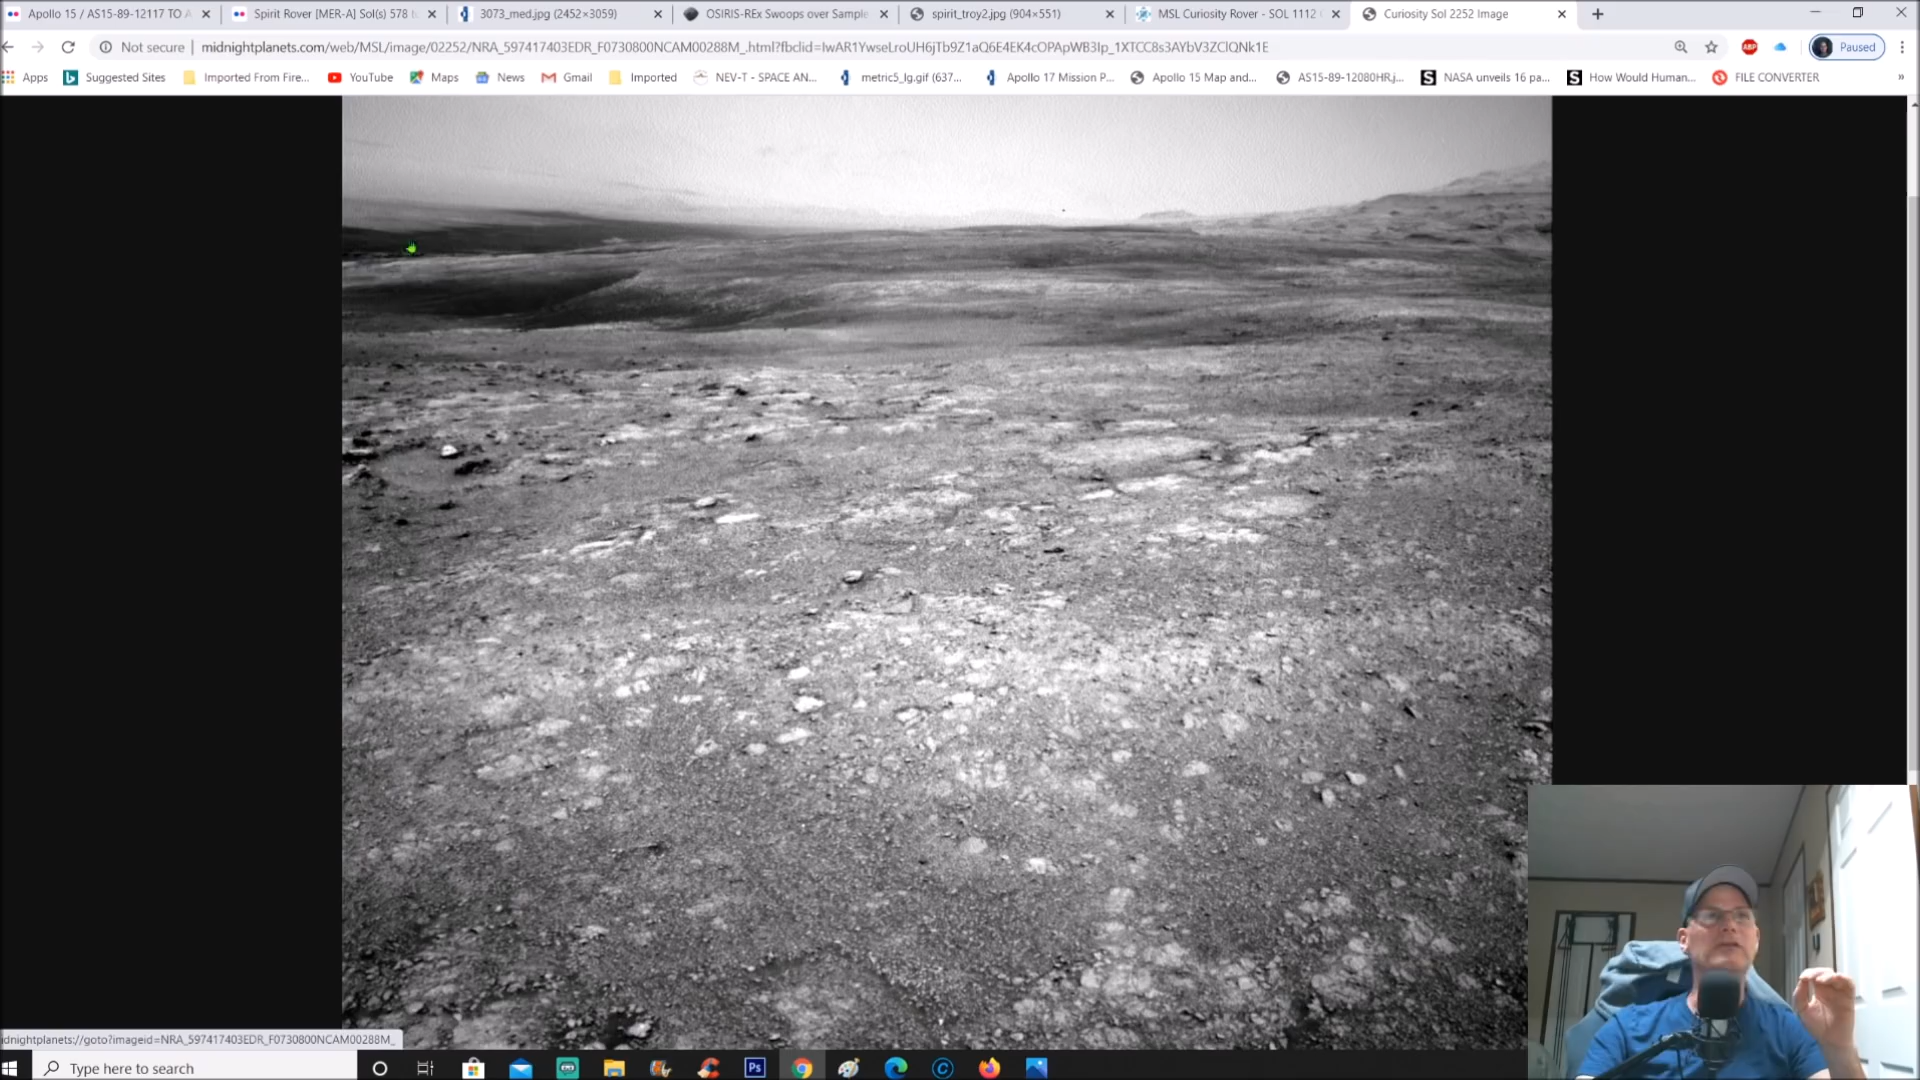 Apollo 15 / AS15-89-12117 TO A
Spirit Rover [MER-A] Sol(s) 578 t
3073_med.jpg (2452×3059)
OSIRIS-REx Swoops over Sample
spirit_troy2.jpg (904×551)
MSL Curiosity Rover - SOL 1112
Curiosity Sol 2252 Image
Not secure
midnightplanets.com/web/MSL/image/02252/NRA_597417403EDR_F0730800NCAM00288M_.html?fbclid=IwAR1YwseLroUH6jTb9Z1aQ6E4EK4cOPApWB3Ip_1XTCC8s3AYbV3ZClQNk1E
ABP
Paused
Apps
Suggested Sites
Imported From Fire...
YouTube
Maps
News
Gmail
Imported
NEV-T - SPACE AN...
metric5_lg.gif (637...
Apollo 17 Mission P...
Apollo 15 Map and...
AS15-89-12080HR.j...
NASA unveils 16 pa...
How Would Human...
FILE CONVERTER
idnightplanets://goto?imageid=NRA_597417403EDR_F0730800NCAM00288M_
Type here to search
Ps